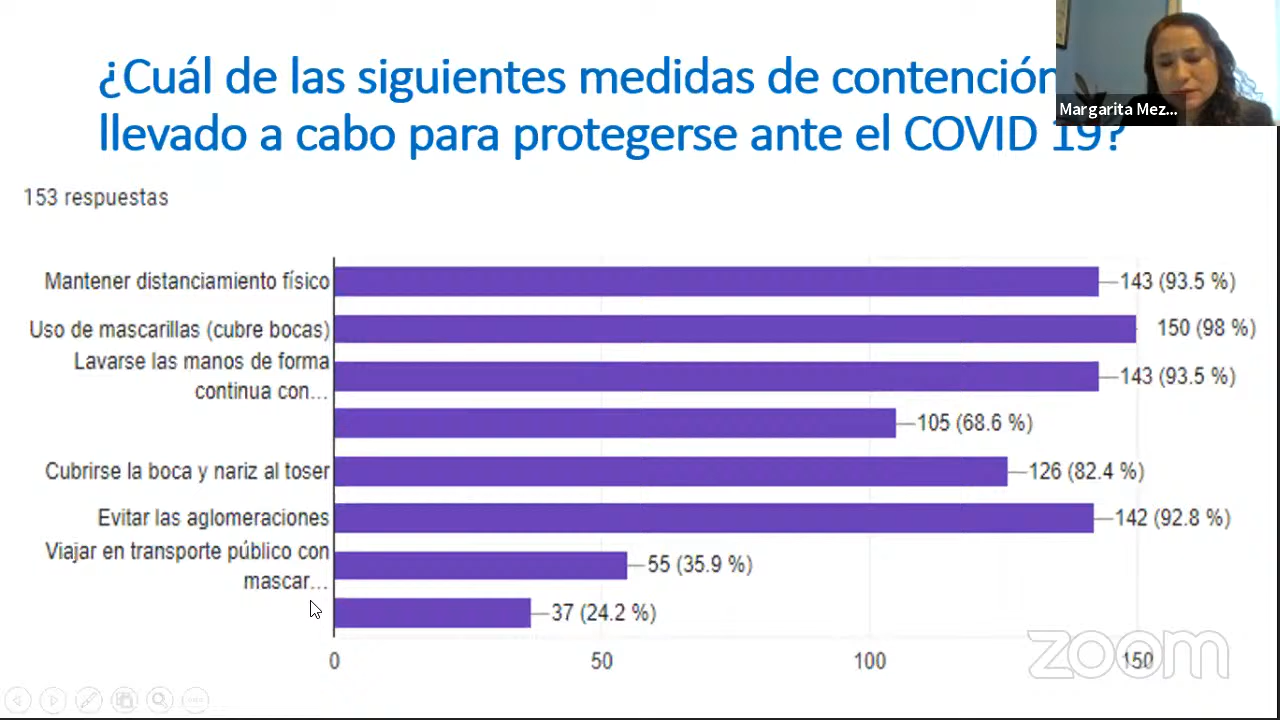 ¿Cuál de las siguientes medidas de contención
Margarita Mez...
llevado a cabo para protegerse ante el COVID 19?
153 respuestas
Mantener distanciamiento físico
143 (93.5 %)
Uso de mascarillas (cubre bocas)
150 (98 %)
Lavarse las manos de forma
continua con...
143 (93.5 %)
105 (68.6 %)
Cubrirse la boca y nariz al toser
126 (82.4 %)
Evitar las aglomeraciones
142 (92.8 %)
Viajar en transporte público con
mascar...
55 (35.9 %)
37 (24.2 %)
0 50 100 150
zoom